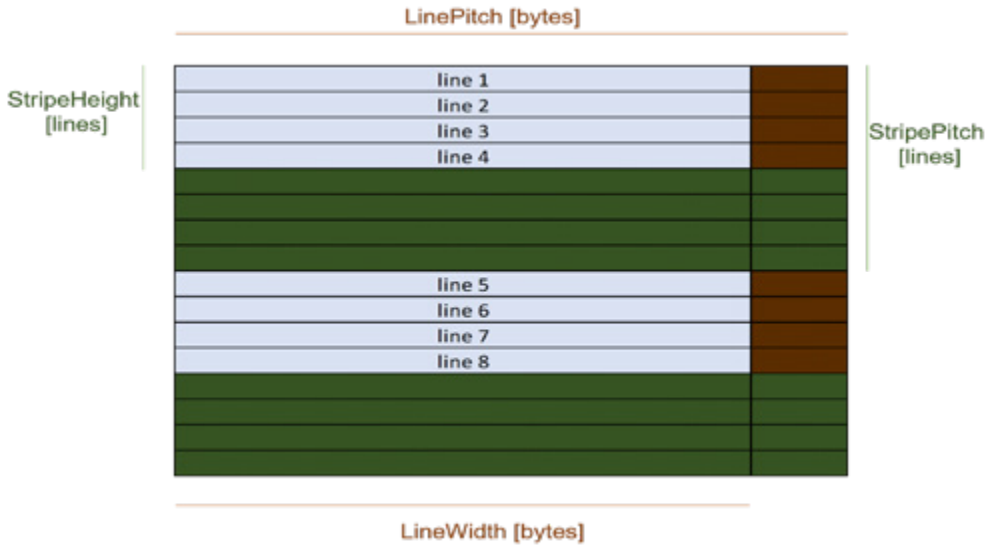 LinePitch [bytes]
StripeHeight
[lines]
line 1
line 2
line 3
line 4
StripePitch
[lines]
line 5
line 6
line 7
line 8
LineWidth [bytes]